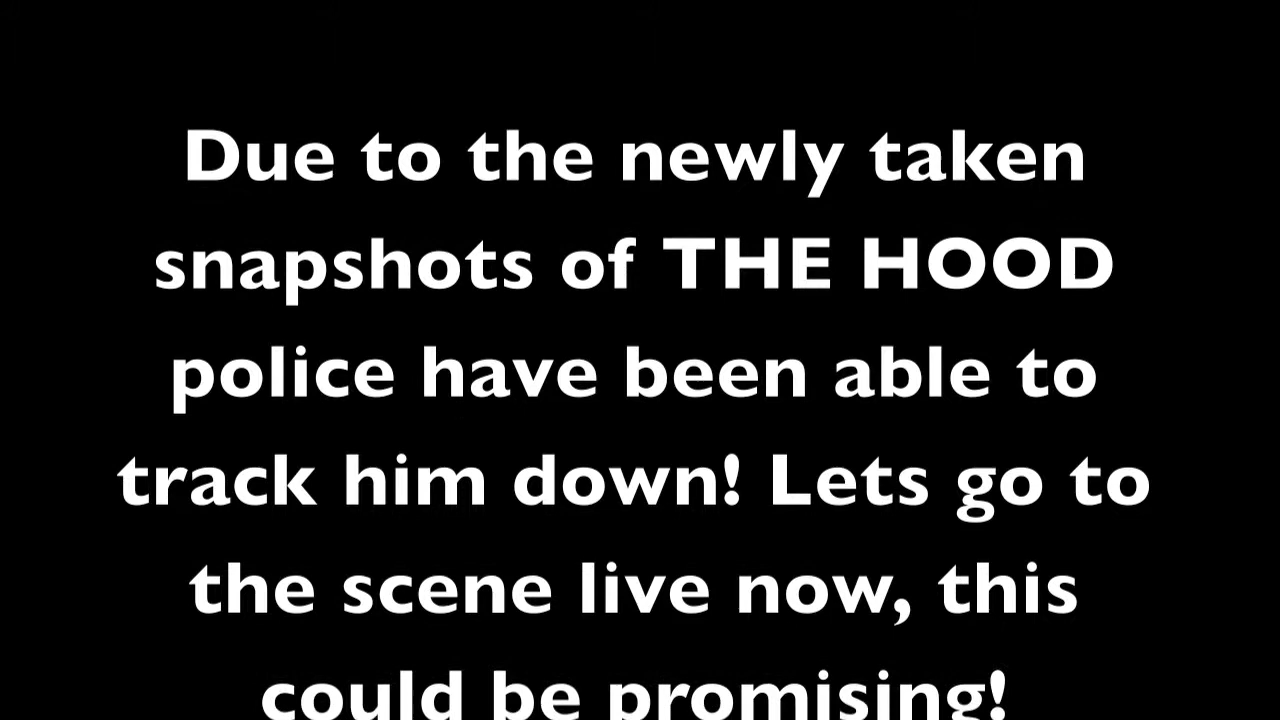 Due to the newly taken
snapshots of THE HOOD
police have been able to
track him down! Lets go to
the scene live now, this
could be promising!